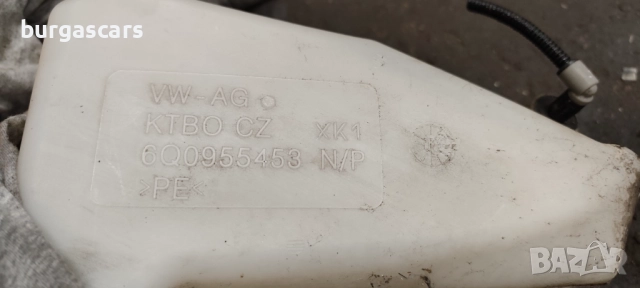 burgascars
VW-AG
KTBO CZ XK1
6Q0955453 N/P
>PE<
BAZAR